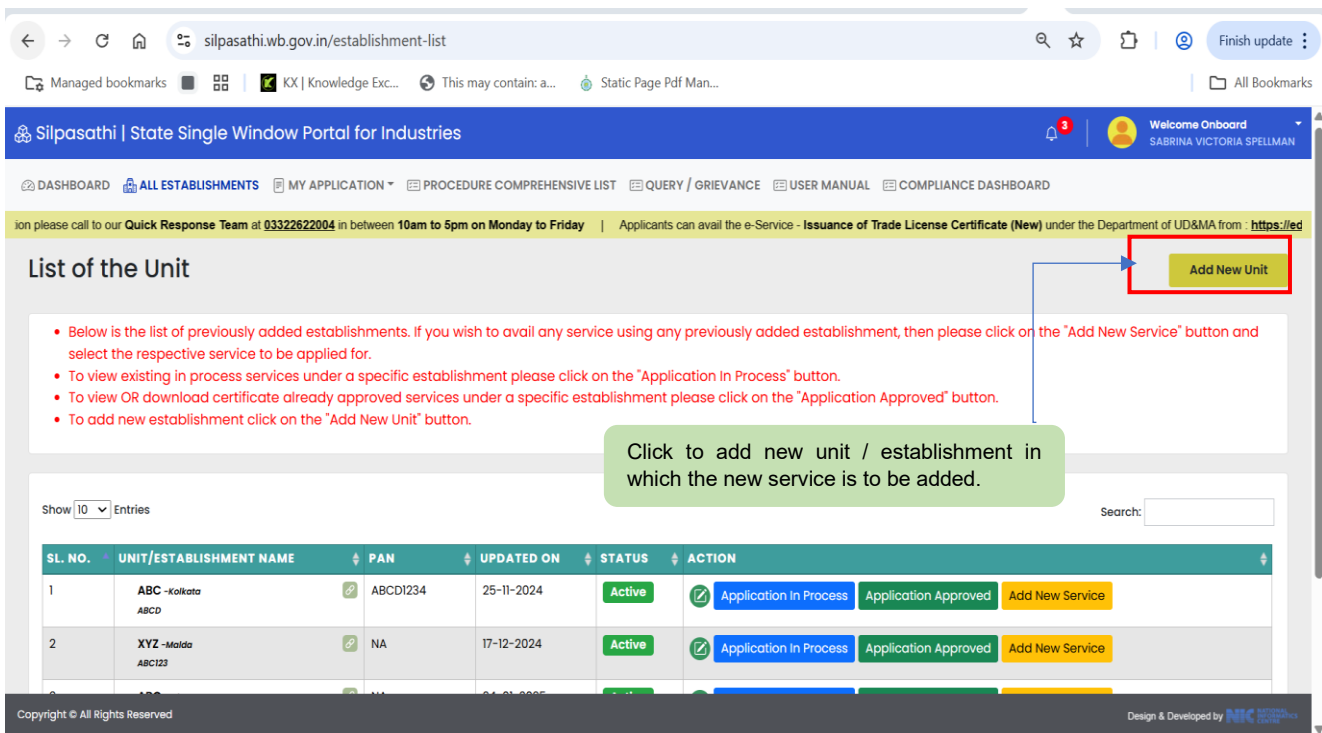 silpasathi.wb.gov.in/establishment-list
Finish update
Managed bookmarks
KX | Knowledge Exc...
This may contain: a...
Static Page Pdf Man...
All Bookmarks
Silpasathi | State Single Window Portal for Industries
3
Welcome Onboard
SABRINA VICTORIA SPELLMAN
DASHBOARD
ALL ESTABLISHMENTS
MY APPLICATION
PROCEDURE COMPREHENSIVE LIST
QUERY / GRIEVANCE
USER MANUAL
COMPLIANCE DASHBOARD
ion please call to our Quick Response Team at 03322622004 in between 10am to 5pm on Monday to Friday | Applicants can avail the e-Service - Issuance of Trade License Certificate (New) under the Department of UD&MA from : https://ed
List of the Unit
Add New Unit
• Below is the list of previously added establishments. If you wish to avail any service using any previously added establishment, then please click on the "Add New Service" button and
select the respective service to be applied for.
• To view existing in process services under a specific establishment please click on the "Application In Process" button.
• To view OR download certificate already approved services under a specific establishment please click on the "Application Approved" button.
• To add new establishment click on the "Add New Unit" button.
Click to add new unit / establishment in
which the new service is to be added.
Show 10 Entries
Search:
SL. NO. UNIT/ESTABLISHMENT NAME PAN UPDATED ON STATUS ACTION
1 ABC -Kolkata ABCD1234 25-11-2024 Active Application In Process Application Approved Add New Service
ABCD
2 XYZ -Malda NA 17-12-2024 Active Application In Process Application Approved Add New Service
ABC123
Copyright © All Rights Reserved
Design & Developed by NIC NATIONAL
INFORMATICS
CENTRE